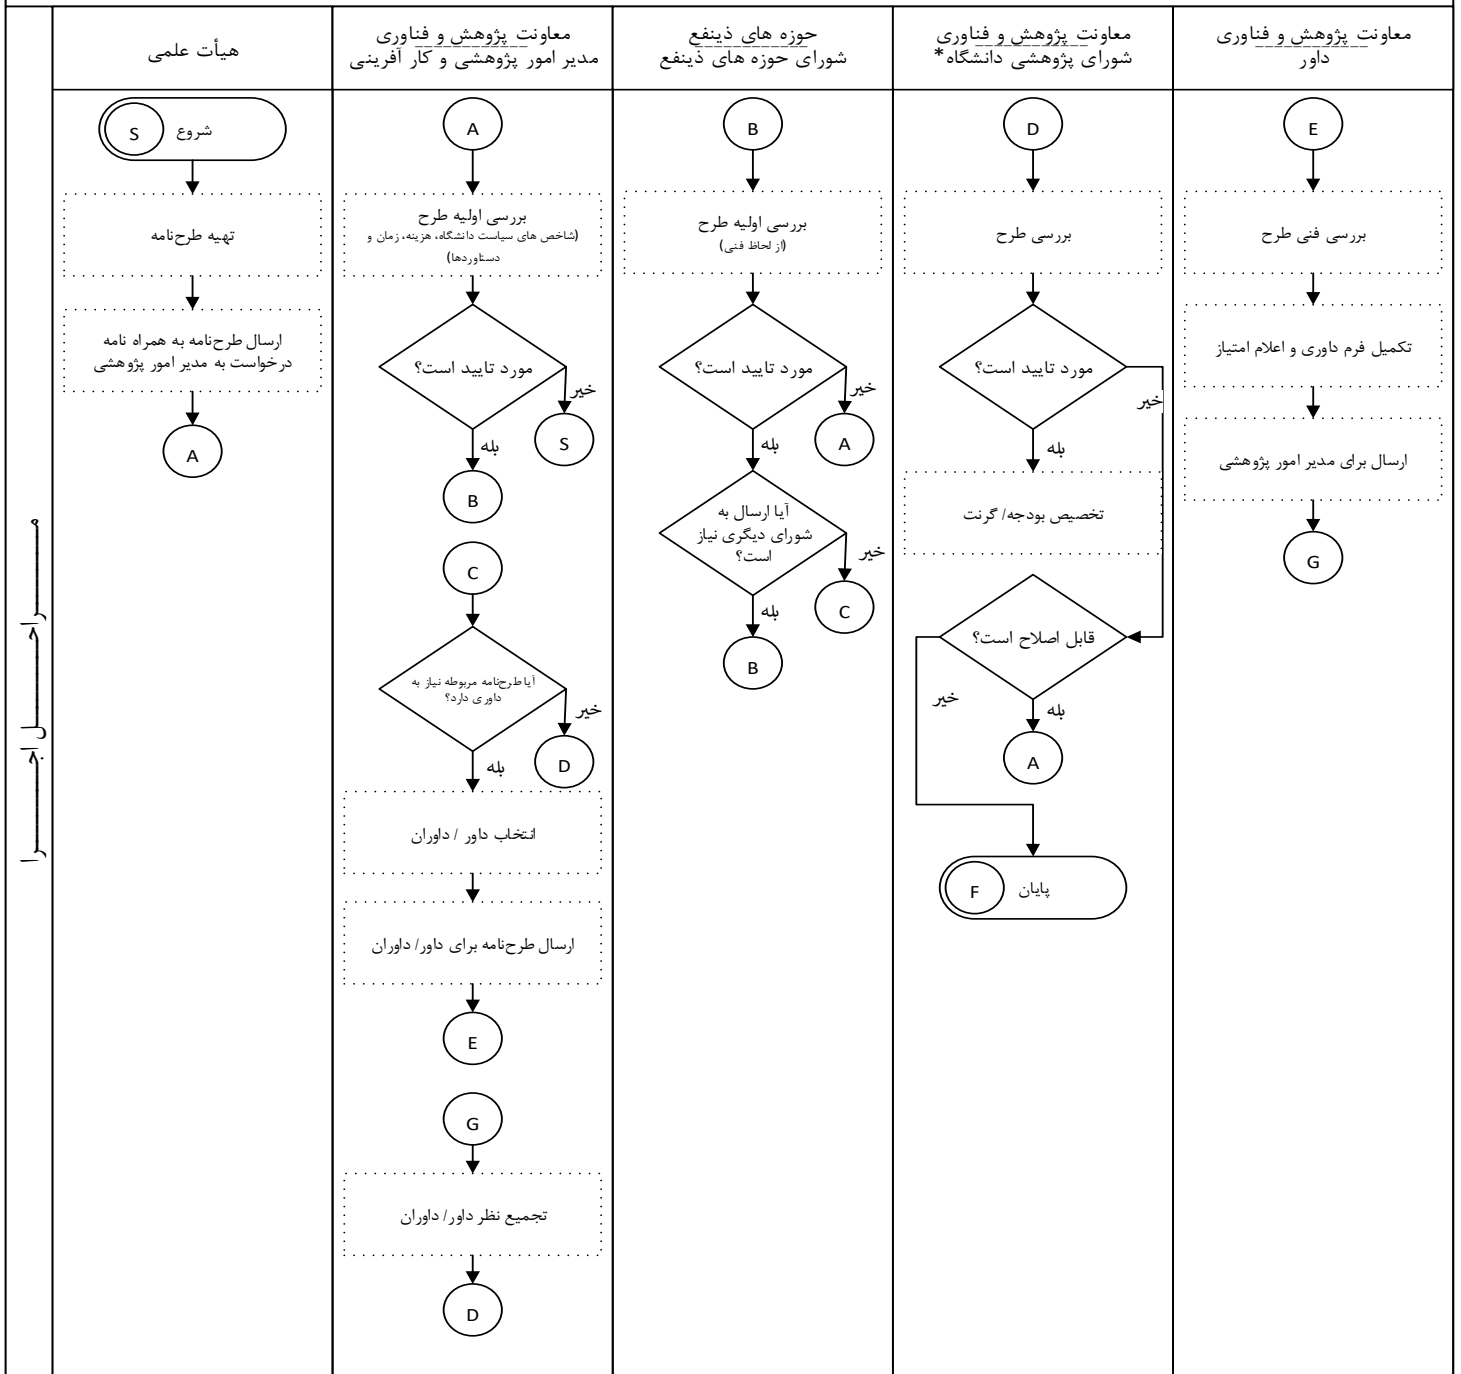 هیأت علمی
شروع
S
تهیه طرح‌نامه
ارسال طرح‌نامه به همراه نامه
درخواست به مدیر امور پژوهشی
A
معاونت پژوهش و فناوری
مدیر امور پژوهشی و کار آفرینی
A
بررسی اولیه طرح
(شاخص های سیاست دانشگاه، هزینه، زمان و
دستاوردها)
مورد تایید است؟
خیر
S
بله
B
C
آیا طرح‌نامه مربوطه نیاز به
داوری دارد؟
خیر
D
بله
انتخاب داور / داوران
ارسال طرح‌نامه برای داور/ داوران
E
G
تجمیع نظر داور/ داوران
D
حوزه های ذینفع
شورای حوزه های ذینفع
B
بررسی اولیه طرح
(از لحاظ فنی)
مورد تایید است؟
خیر
A
بله
آیا ارسال به
شورای دیگری نیاز
است؟
خیر
C
بله
B
معاونت پژوهش و فناوری
شورای پژوهشی دانشگاه*
D
بررسی طرح
مورد تایید است؟
خیر
بله
تخصیص بودجه/ گرنت
قابل اصلاح است؟
خیر
بله
A
پایان
F
معاونت پژوهش و فناوری
داور
E
بررسی فنی طرح
تکمیل فرم داوری و اعلام امتیاز
ارسال برای مدیر امور پژوهشی
G
مـــراحــــــل اجــــــرا